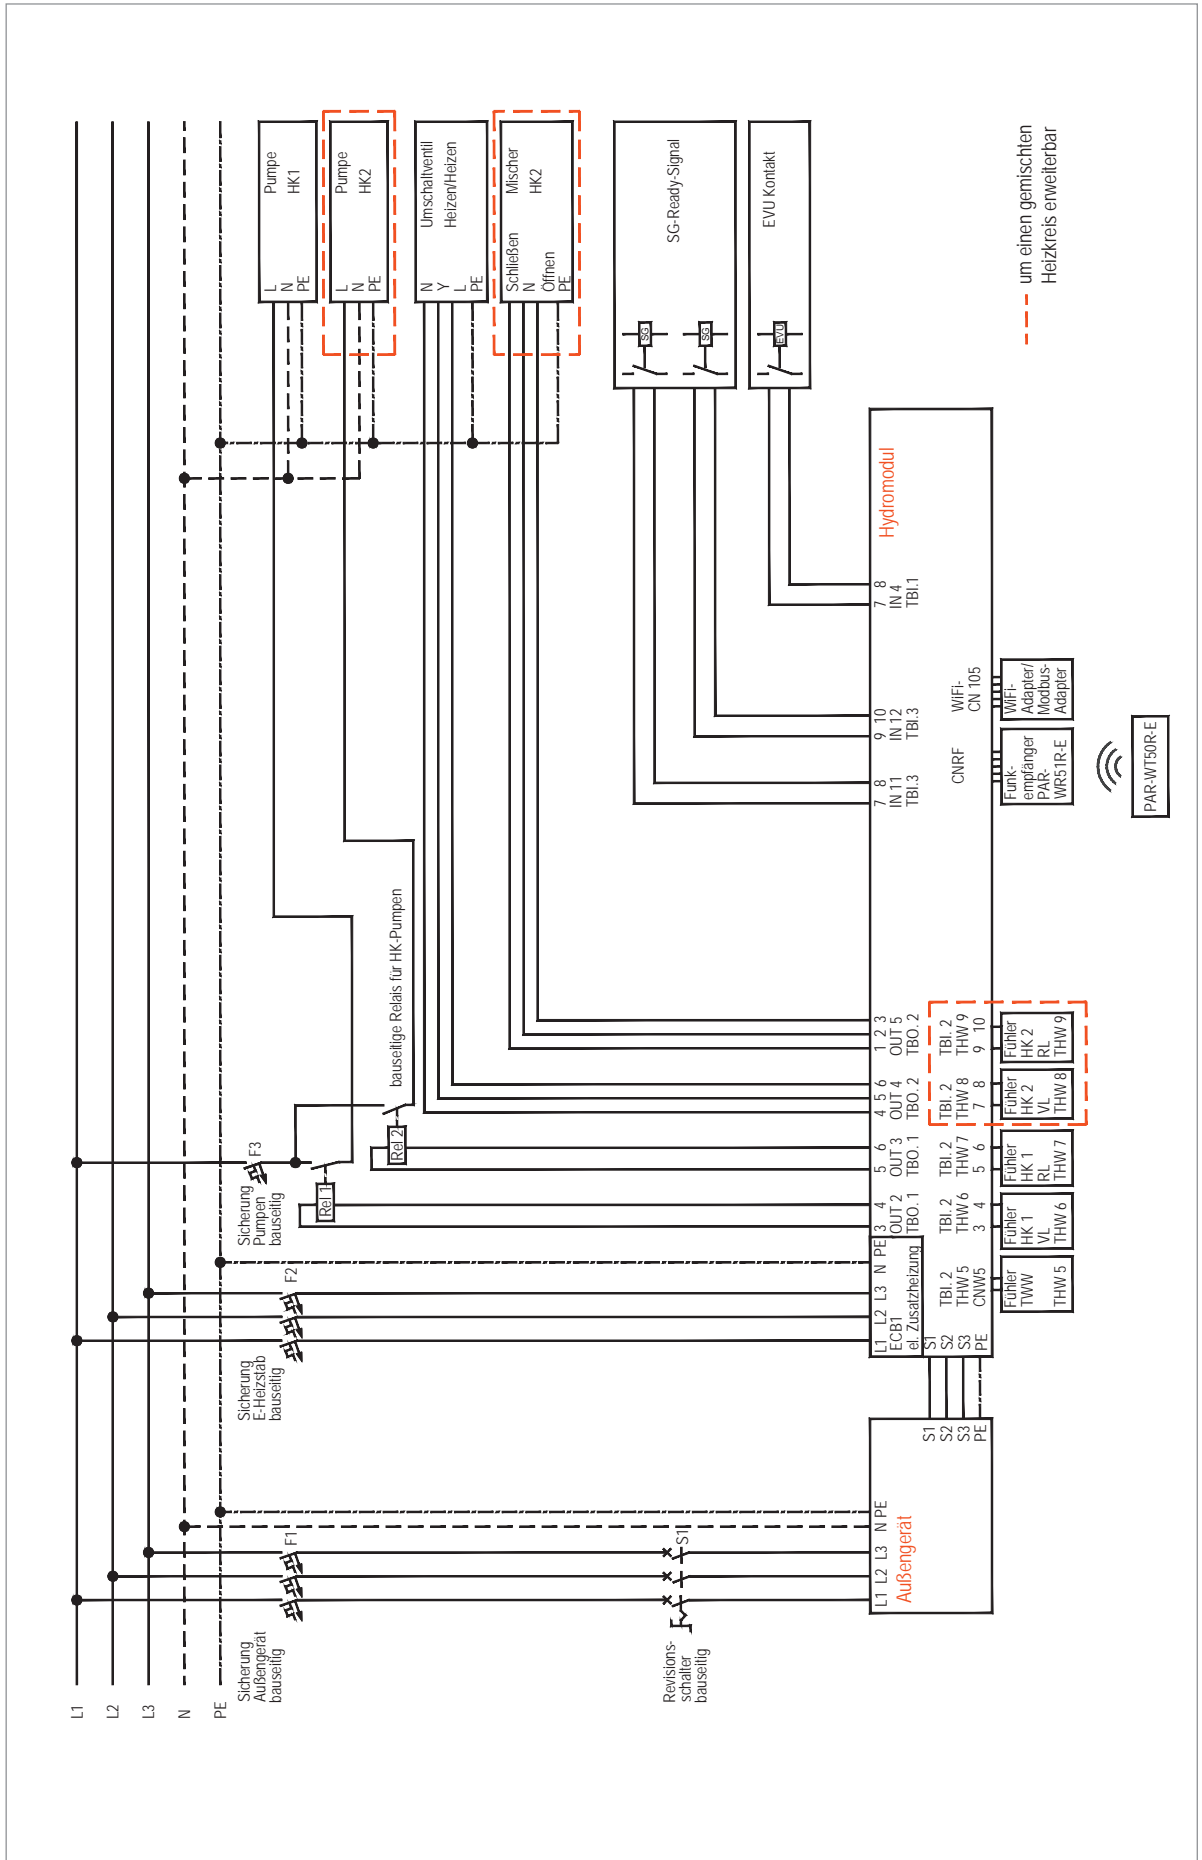 L1
L2
L3
N
PE
Sicherung
Außengerät
bauseitig
F1
Sicherung
E-Heizstab
bauseitig
F2
Sicherung
Pumpen
bauseitig
F3
Rel 1
Rel 2
bauseitige Relais für HK-Pumpen
Pumpe
HK1
L
N
PE
Pumpe
HK2
L
N
PE
Umschaltventil
Heizen/Heizen
N
Y
L
PE
Mischer
HK2
Schließen
N
Öffnen
PE
SG-Ready-Signal
SG
SG
EVU Kontakt
EVU
um einen gemischten
Heizkreis erweiterbar
Revisions-
schalter
bauseitig
S1
L1 L2 L3 N PE
Außengerät
S1
S2
S3
PE
L1 L2 L3 N PE
ECB1
el. Zusatzheizung
S1
S2
S3
PE
3 4
OUT 2
TBO. 1
5 6
OUT 3
TBO. 1
4 5 6
OUT 4
TBO. 2
1 2 3
OUT 5
TBO. 2
7 8
IN 11
TBI.3
9 10
IN 12
TBI.3
7 8
IN 4
TBI.1
Hydromodul
TBI. 2
THW 5
CNW5
TBI. 2
THW 6
3 4
TBI. 2
THW 7
5 6
TBI. 2
THW 8
7 8
TBI. 2
THW 9
9 10
CNRF
WiFi-
CN 105
Fühler
TWW
THW 5
Fühler
HK 1
VL
THW 6
Fühler
HK 1
RL
THW 7
Fühler
HK 2
VL
THW 8
Fühler
HK 2
RL
THW 9
Funk-
empfänger
PAR-
WR51R-E
WiFi-
Adapter/
Modbus-
Adapter
PAR-WT50R-E